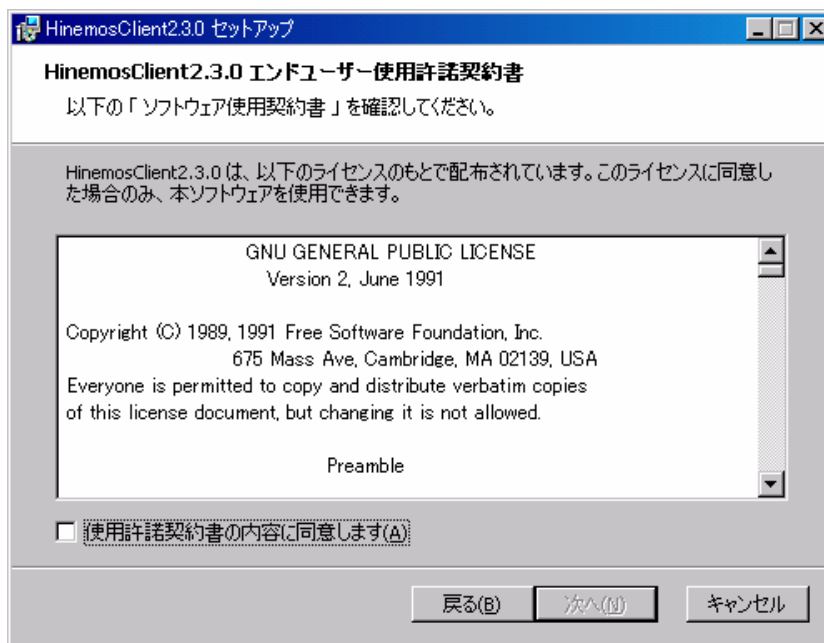 HinemosClient2.3.0 セットアップ
HinemosClient2.3.0 エンドユーザー使用許諾契約書
以下の「 ソフトウェア使用契約書 」を確認してください。
HinemosClient2.3.0 は、以下のライセンスのもとで配布されています。このライセンスに同意し
た場合のみ、本ソフトウェアを使用できます。
GNU GENERAL PUBLIC LICENSE
Version 2, June 1991
Copyright (C) 1989, 1991 Free Software Foundation, Inc.
675 Mass Ave, Cambridge, MA 02139, USA
Everyone is permitted to copy and distribute verbatim copies
of this license document, but changing it is not allowed.
Preamble
使用許諾契約書の内容に同意します(A)
戻る(B) 次へ(N) キャンセル